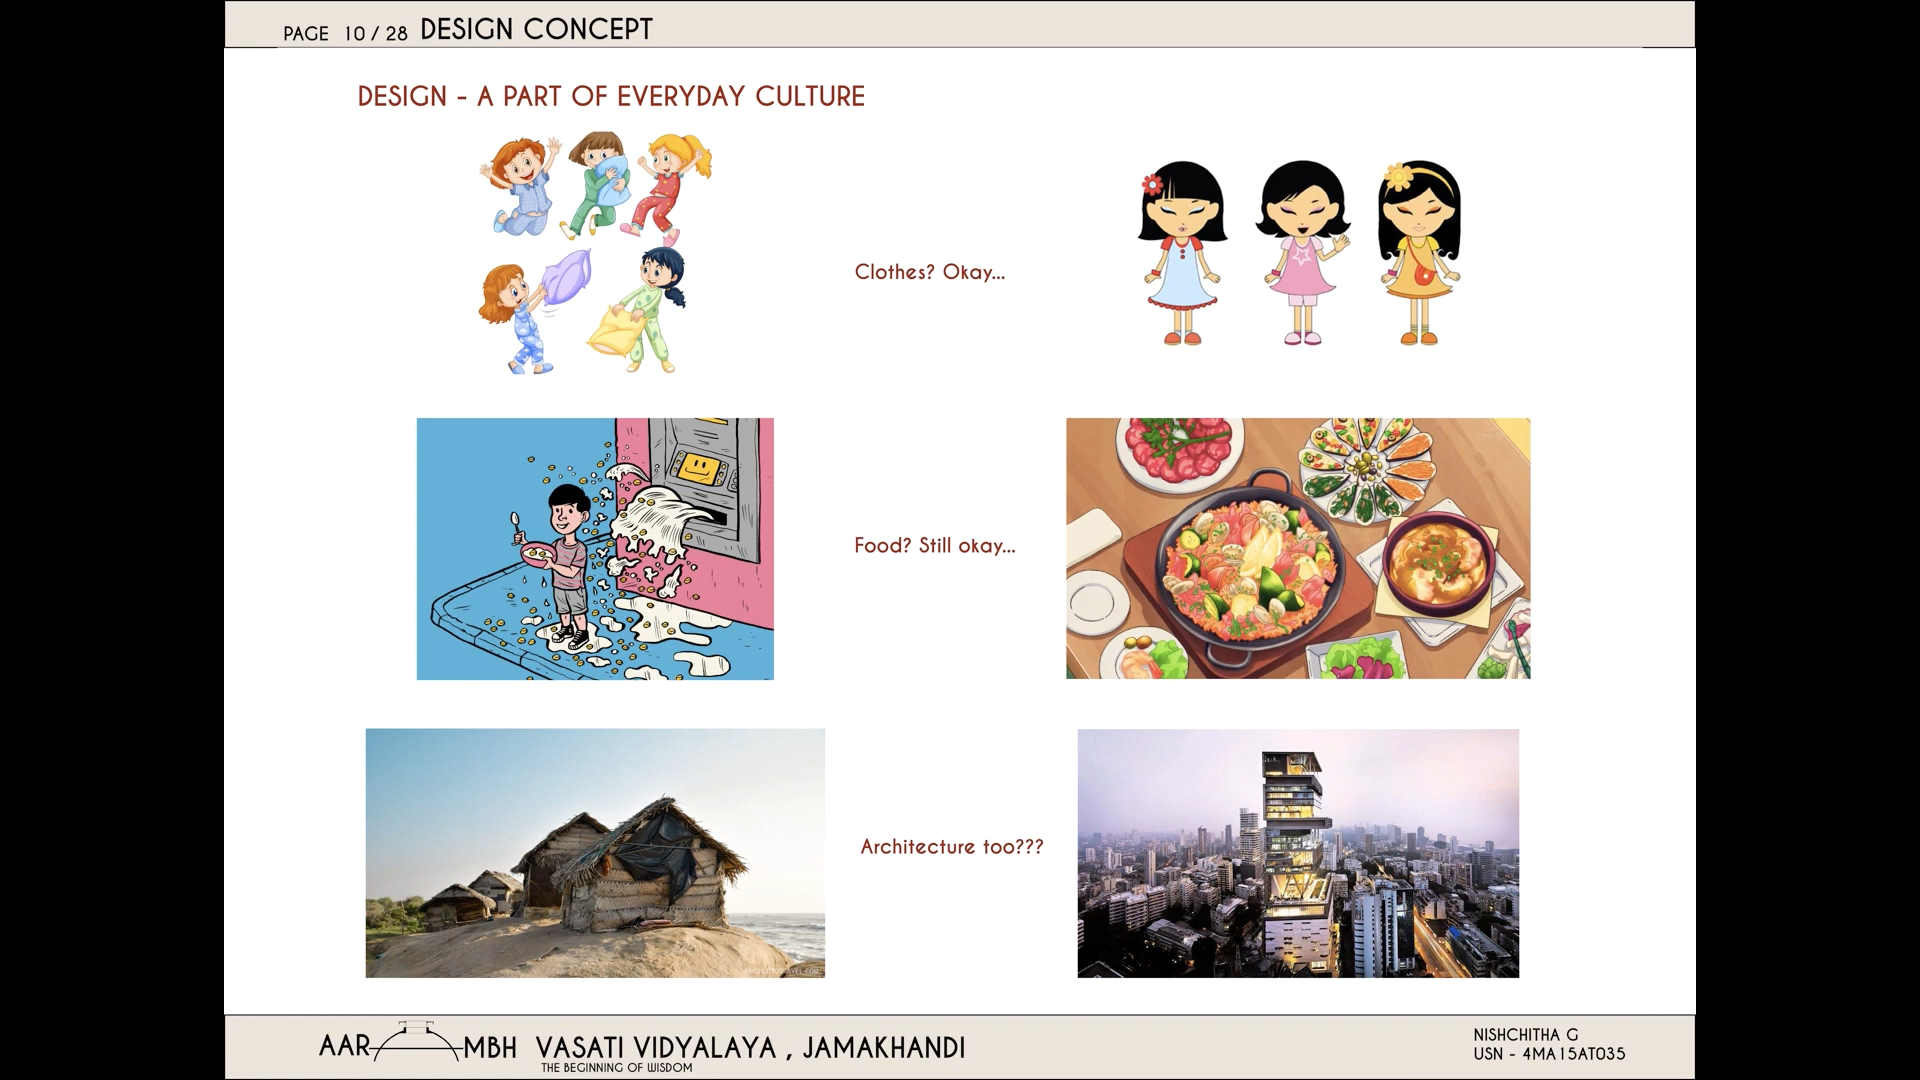 PAGE 10 / 28 DESIGN CONCEPT
DESIGN - A PART OF EVERYDAY CULTURE
Clothes? Okay...
Food? Still okay...
Architecture too???
AAR MBH VASATI VIDYALAYA , JAMAKHANDI
THE BEGINNING OF WISDOM
NISHCHITHA G
USN - 4MA15AT035